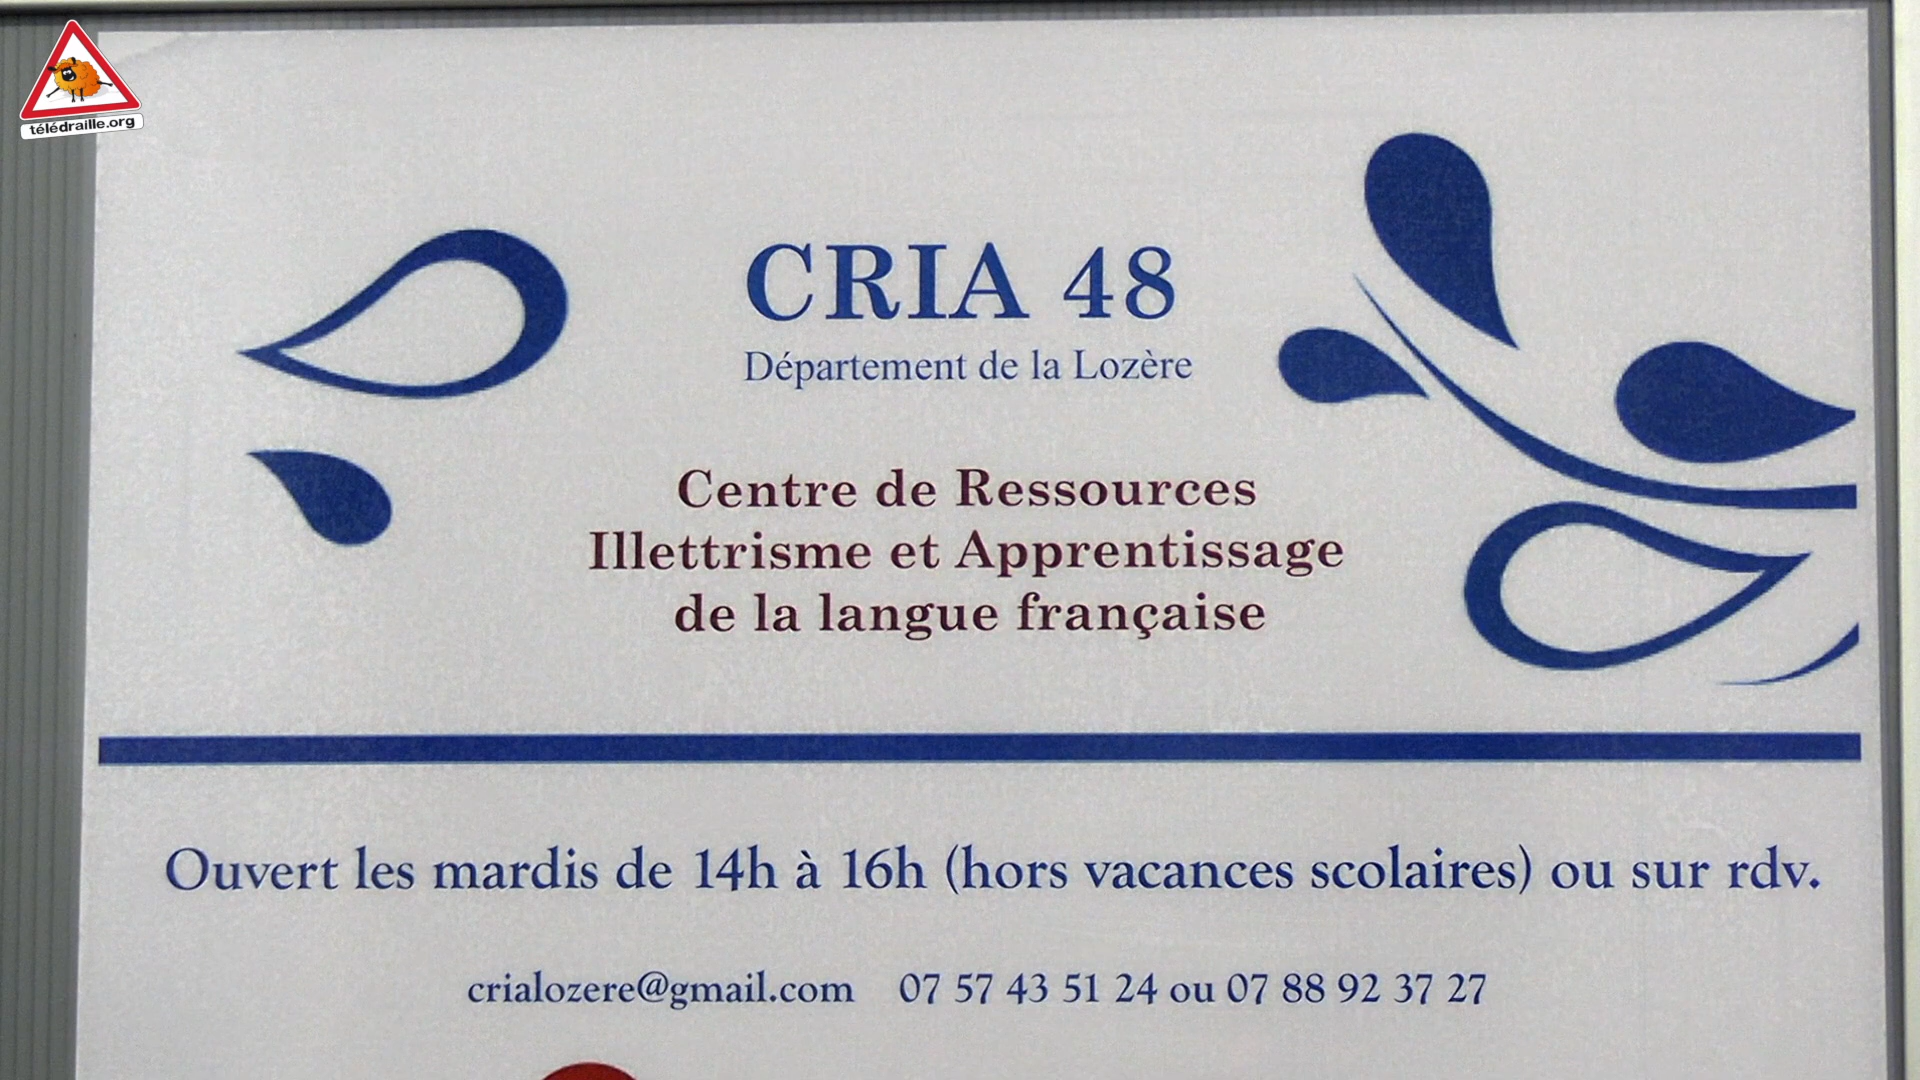 télédraille.org
CRIA 48
Département de la Lozère
Centre de Ressources
Illettrisme et Apprentissage
de la langue française
Ouvert les mardis de 14h à 16h (hors vacances scolaires) ou sur rdv.
crialozere@gmail.com 07 57 43 51 24 ou 07 88 92 37 27